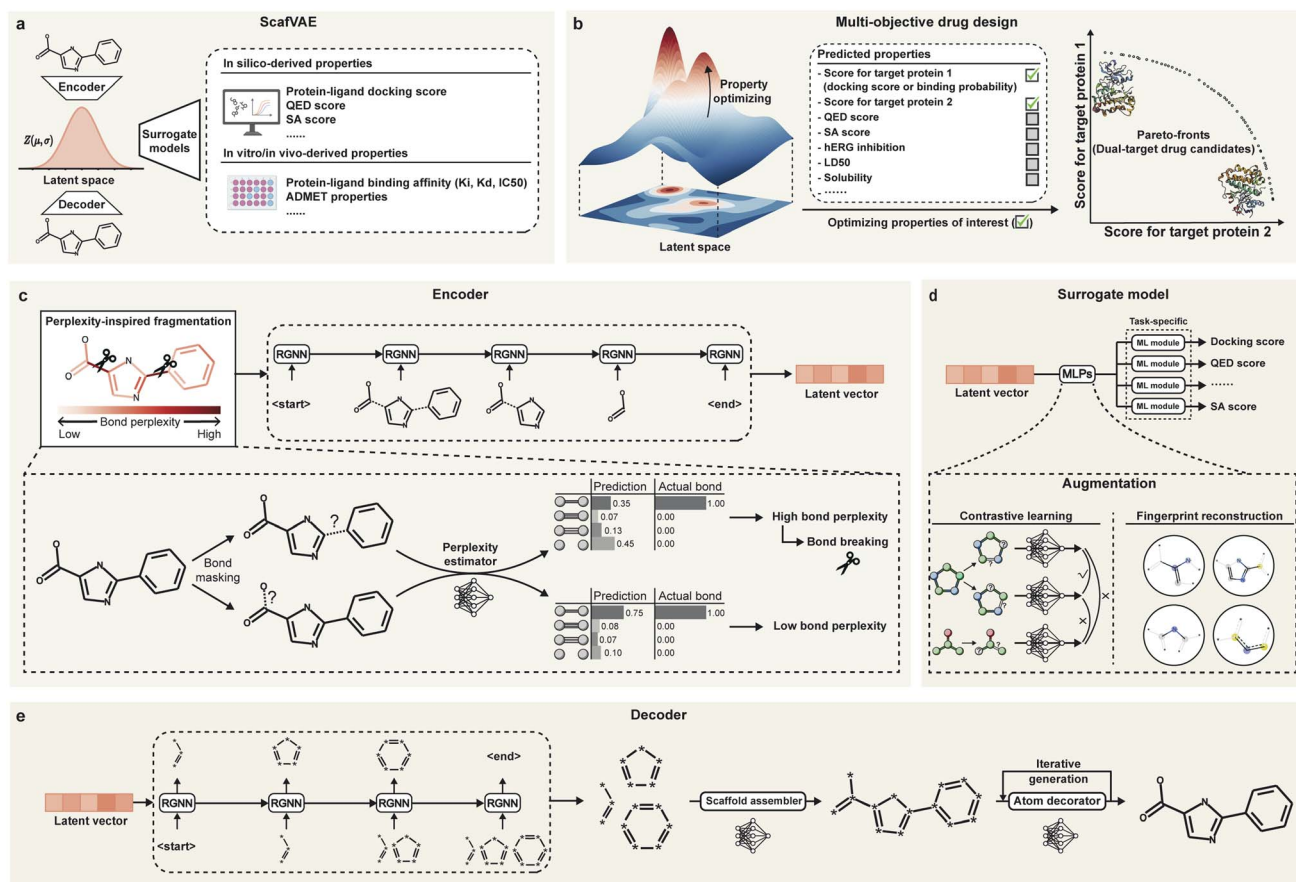 a
ScafVAE
O
O
N
N
Encoder
Z(μ,σ)
Latent space
Decoder
O
O
N
N
Surrogate
models
In silico-derived properties
Protein-ligand docking score
QED score
SA score
......
In vitro/in vivo-derived properties
Protein-ligand binding affinity (Ki, Kd, IC50)
ADMET properties
......
b
Multi-objective drug design
Property
optimizing
Latent space
Predicted properties
- Score for target protein 1
(docking score or binding probability)
- Score for target protein 2
- QED score
- SA score
- hERG inhibition
- LD50
- Solubility
- ......
Optimizing properties of interest ( )
Score for target protein 1
Pareto-fronts
(Dual-target drug candidates)
Score for target protein 2
c
Encoder
Perplexity-inspired fragmentation
O
O
N
N
Bond perplexity
Low
High
RGNN
RGNN
RGNN
RGNN
RGNN
<start>
O
O
N
N
O
O
N
N
O
O
<end>
Latent vector
O
O
N
N
Bond
masking
O
O
N
N
?
O
O
N
N
?
Perplexity
estimator
Prediction
Actual bond
0.35
1.00
0.07
0.00
0.13
0.00
0.45
0.00
High bond perplexity
Bond breaking
Prediction
Actual bond
0.75
1.00
0.08
0.00
0.07
0.00
0.10
0.00
Low bond perplexity
d
Surrogate model
Latent vector
MLPs
Task-specific
ML module
Docking score
ML module
QED score
ML module
......
ML module
SA score
Augmentation
Contrastive learning
Fingerprint reconstruction
e
Decoder
Latent vector
<end>
RGNN
RGNN
RGNN
RGNN
<start>
Scaffold assembler
Iterative
generation
Atom decorator
O
O
N
N